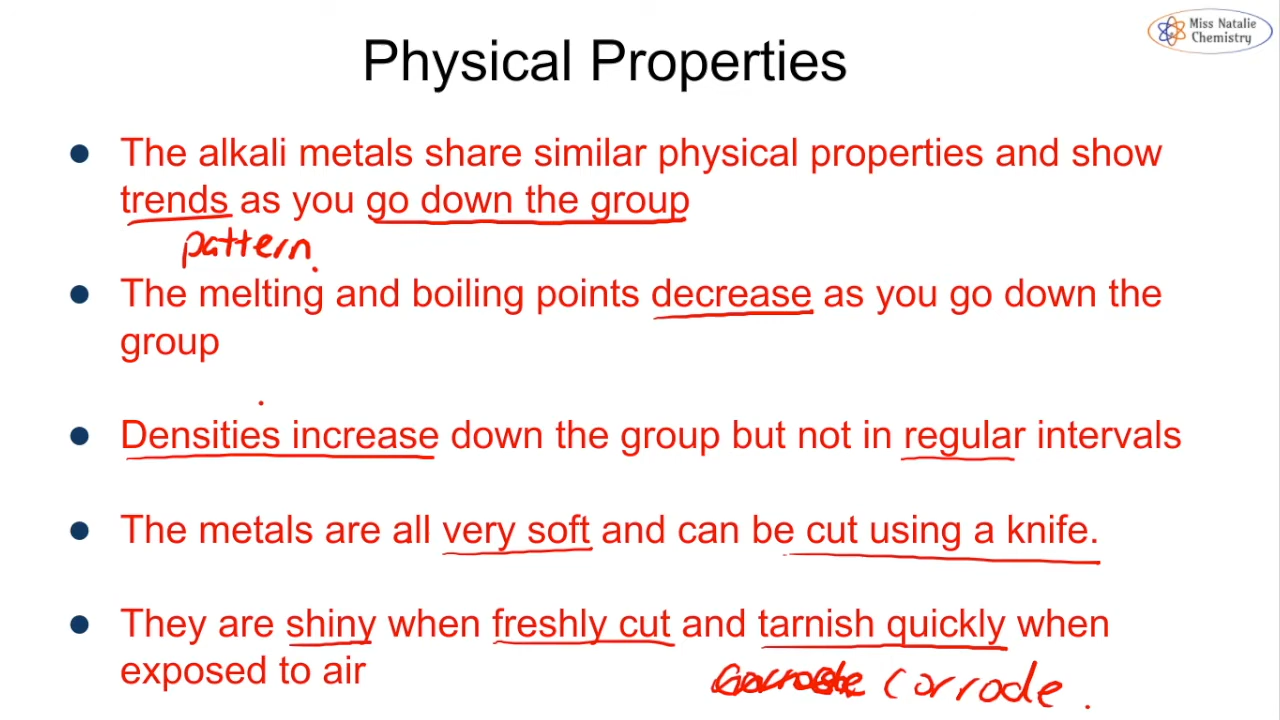 Miss Natalie
Chemistry
Physical Properties
● The alkali metals share similar physical properties and show
trends as you go down the group
pattern.
● The melting and boiling points decrease as you go down the
group
● Densities increase down the group but not in regular intervals
● The metals are all very soft and can be cut using a knife.
● They are shiny when freshly cut and tarnish quickly when
exposed to air
corrode.